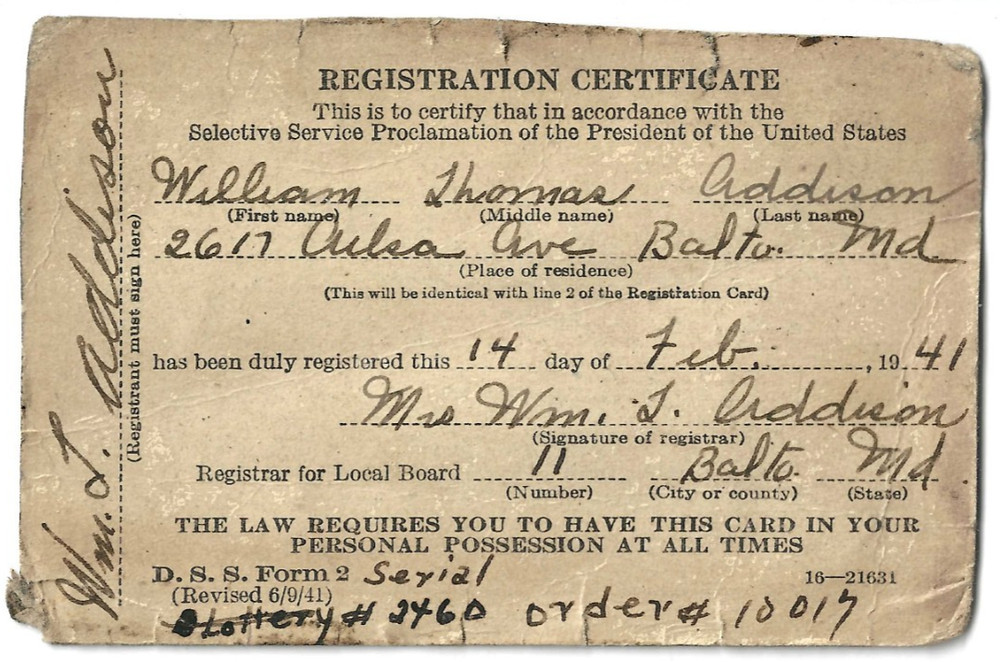 REGISTRATION CERTIFICATE
This is to certify that in accordance with the
Selective Service Proclamation of the President of the United States
William Thomas Addison
(First name) (Middle name) (Last name)
2617 Ailsa Ave Balto. Md
(Place of residence)
(This will be identical with line 2 of the Registration Card)
has been duly registered this 14 day of Feb. , 19 41
Mrs Wm. T. Addison
(Signature of registrar)
Registrar for Local Board 11 Balto. Md
(Number) (City or county) (State)
THE LAW REQUIRES YOU TO HAVE THIS CARD IN YOUR
PERSONAL POSSESSION AT ALL TIMES
D. S. S. Form 2 Serial 16—21631
(Revised 6/9/41)
Lottery # 2460 order # 10017
Wm. T. Addison
(Registrant must sign here)